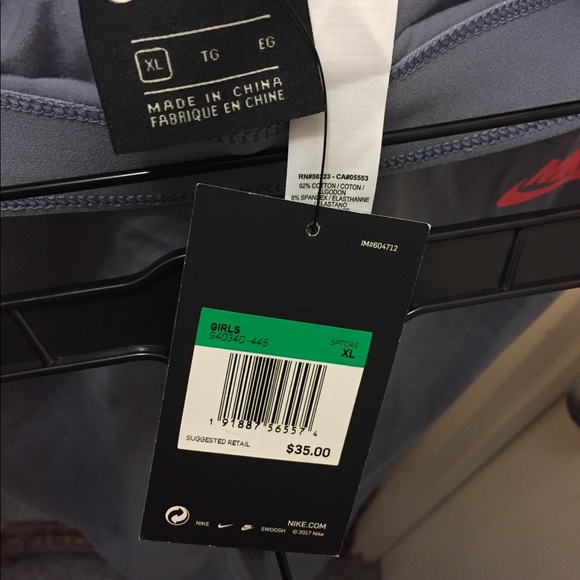 XL TG EG
MADE IN CHINA
FABRIQUE EN CHINE
RN#56323 - CA#05553
92% COTTON / COTON /
ALGODON
8% SPANDEX / ELASTHANNE
ELASTANO
IM#604712
GIRLS
940340-445
SPTCAS
XL
1 91887 56557 4
SUGGESTED RETAIL
$35.00
NIKE
SWOOSH
NIKE.COM
© 2017 Nike